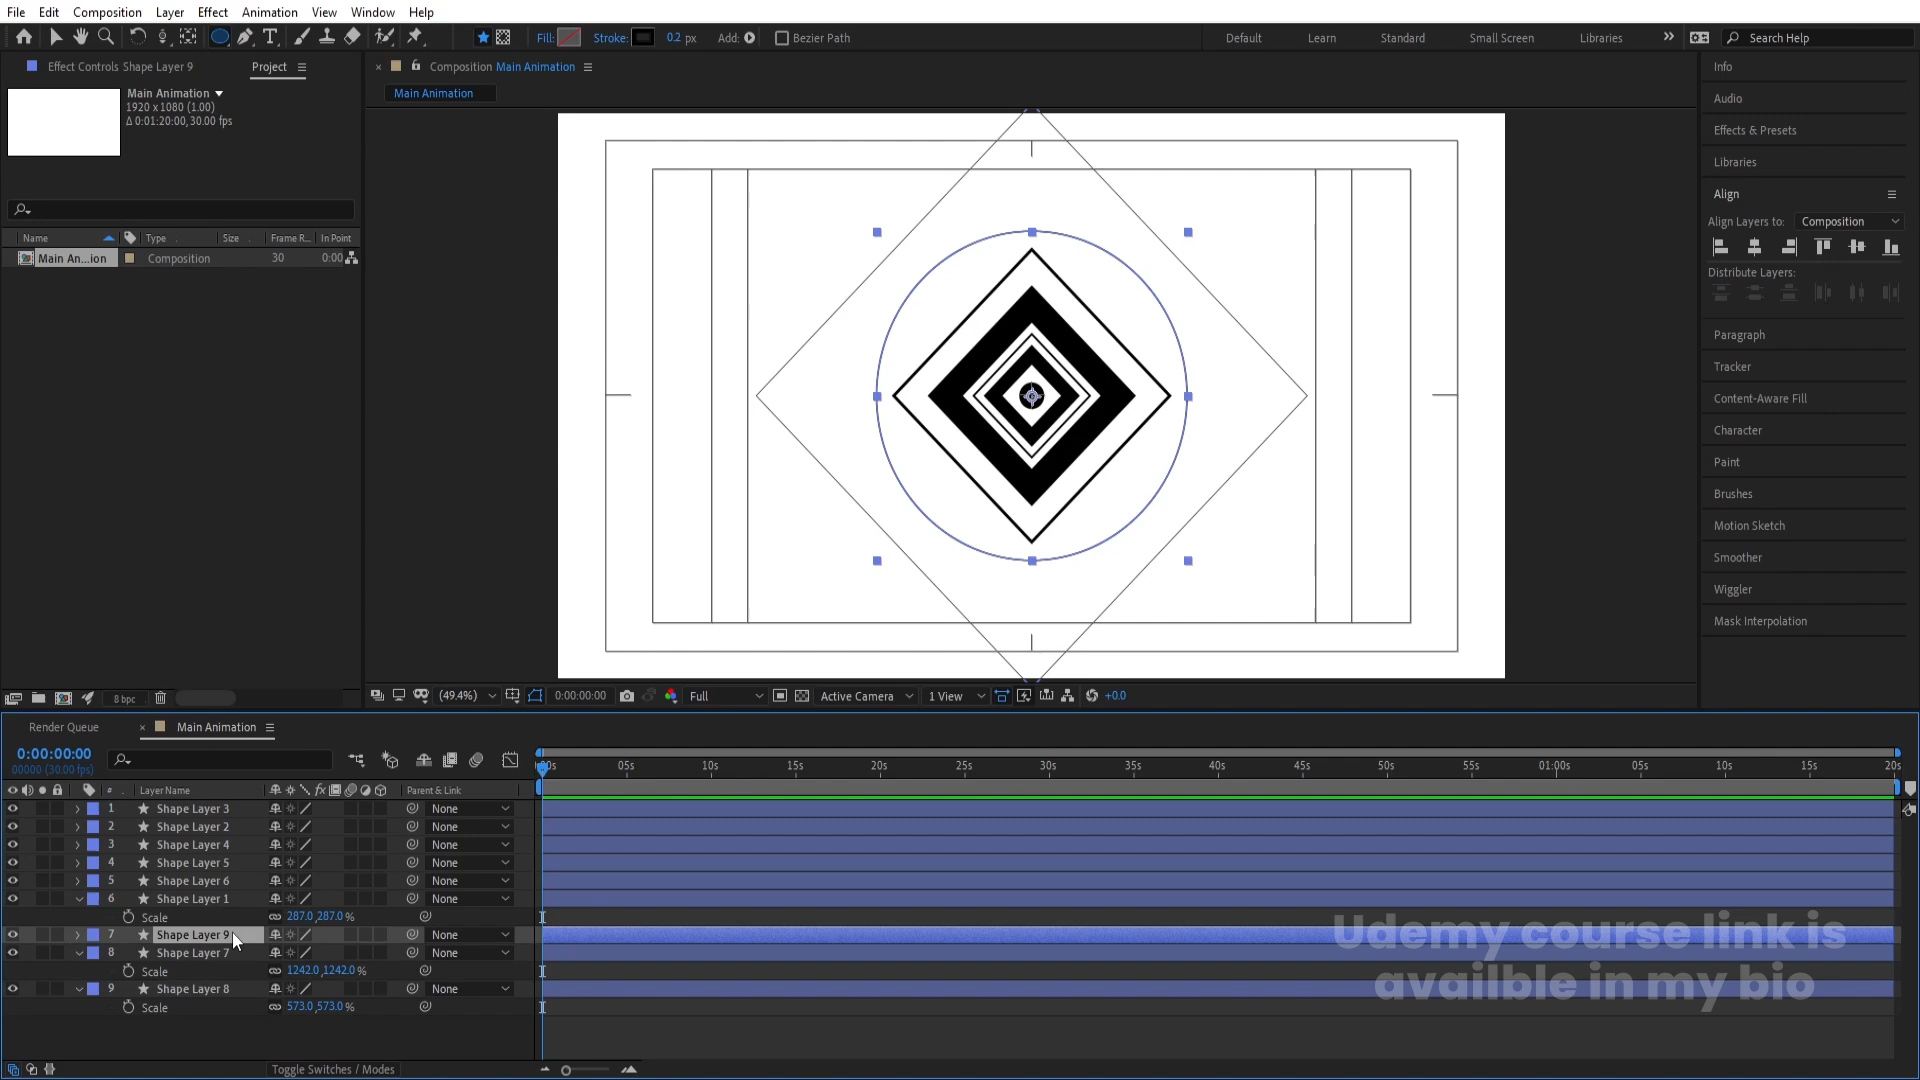 File Edit Composition Layer Effect Animation View Window Help
Fill: Stroke: 0.2 px Add: Bezier Path Default Learn Standard Small Screen Libraries Search Help
Effect Controls Shape Layer 9 Project
Composition Main Animation
Main Animation
Main Animation
1920 x 1080 (1.00)
Δ 0:01:20:00, 30.00 fps
Name Type Size Frame R... In Point
Main An...ion Composition 30 0:00
8 bpc
(49.4%) 0:00:00:00 Full Active Camera 1 View +0.0
Info
Audio
Effects & Presets
Libraries
Align
Align Layers to: Composition
Distribute Layers:
Paragraph
Tracker
Content-Aware Fill
Character
Paint
Brushes
Motion Sketch
Smoother
Wiggler
Mask Interpolation
Render Queue Main Animation
0:00:00:00
00000 (30.00 fps)
05s 10s 15s 20s 25s 30s 35s 40s 45s 50s 55s 01:00s 05s 10s 15s 20s
# Layer Name Parent & Link
1 Shape Layer 3 None
2 Shape Layer 2 None
3 Shape Layer 4 None
4 Shape Layer 5 None
5 Shape Layer 6 None
6 Shape Layer 1 None
Scale 287.0,287.0 %
7 Shape Layer 9 None
8 Shape Layer 7 None
Scale 1242.0,1242.0 %
9 Shape Layer 8 None
Scale 573.0,573.0 %
Toggle Switches / Modes
Udemy course link is
availble in my bio